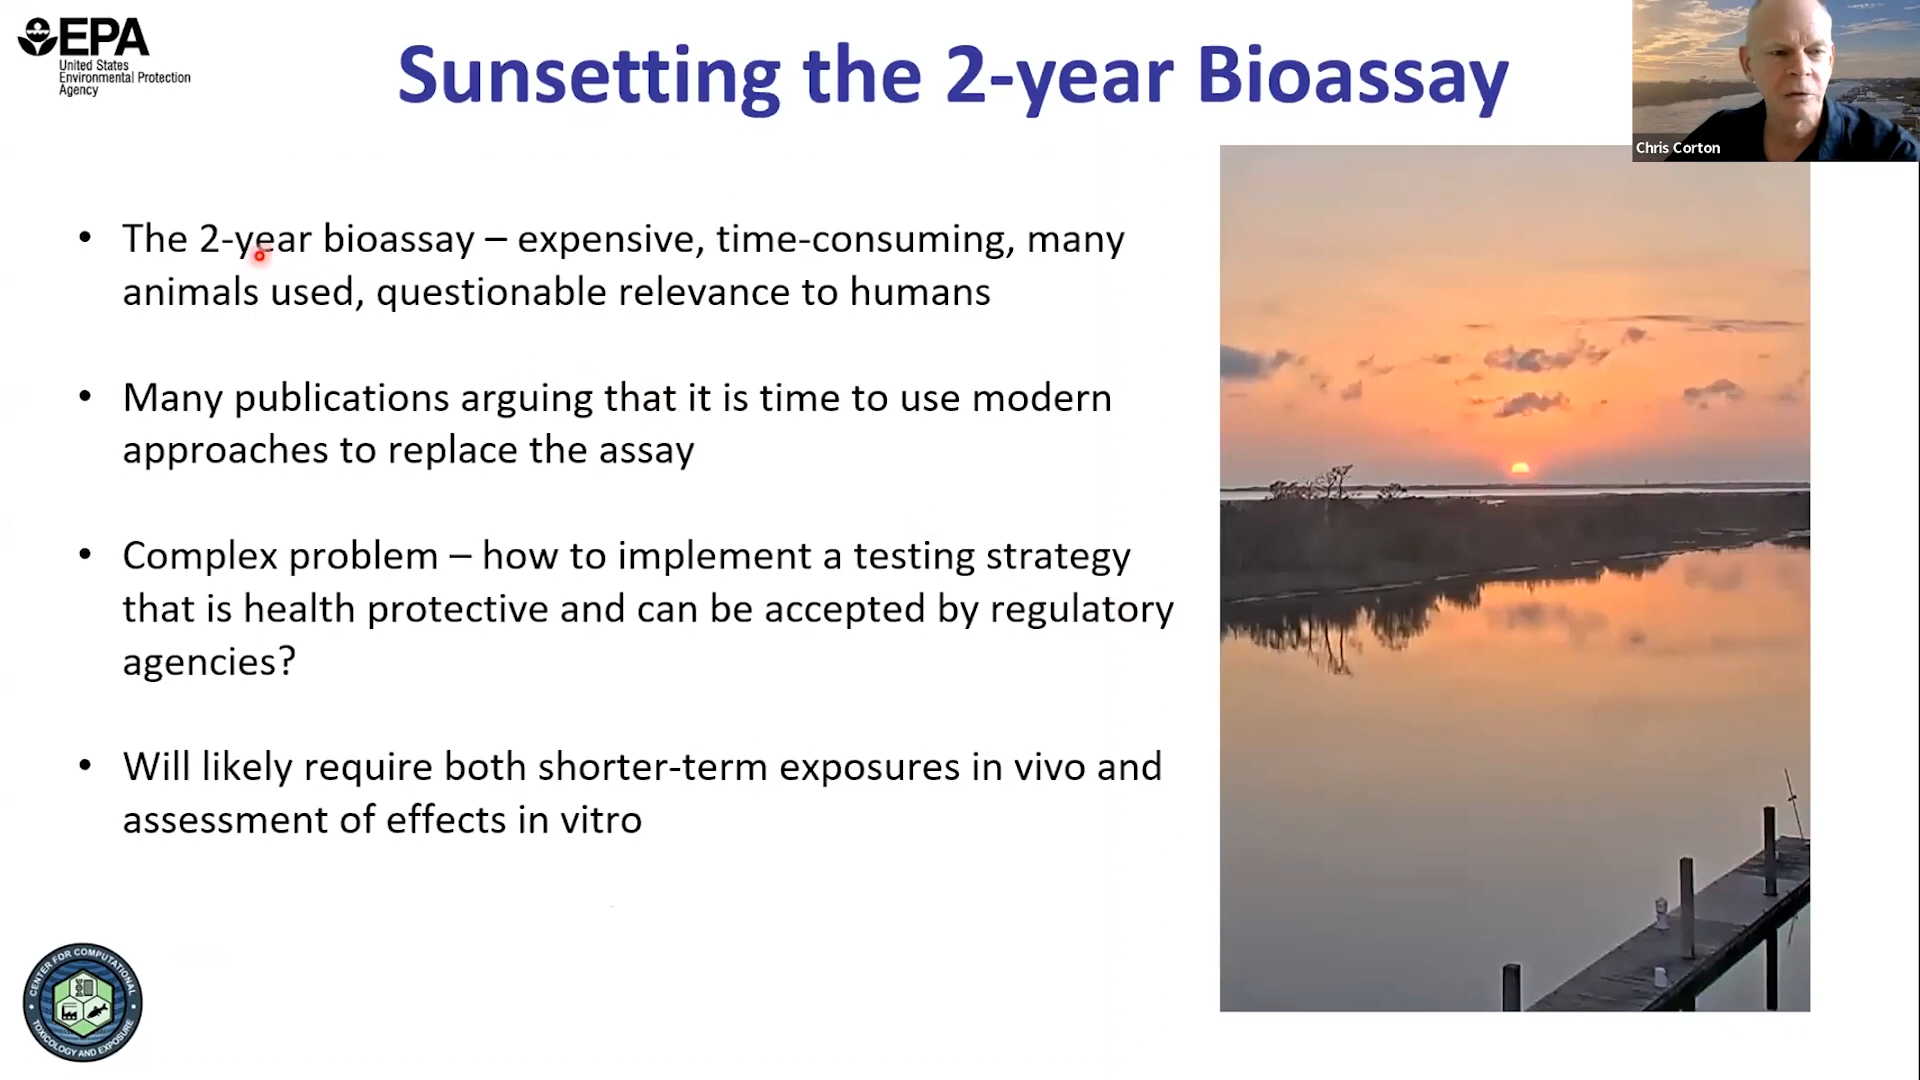 EPA
United States
Environmental Protection
Agency
Sunsetting the 2-year Bioassay
Chris Corton
• The 2-year bioassay – expensive, time-consuming, many
animals used, questionable relevance to humans
• Many publications arguing that it is time to use modern
approaches to replace the assay
• Complex problem – how to implement a testing strategy
that is health protective and can be accepted by regulatory
agencies?
• Will likely require both shorter-term exposures in vivo and
assessment of effects in vitro
CENTER FOR COMPUTATIONAL
TOXICOLOGY AND EXPOSURE